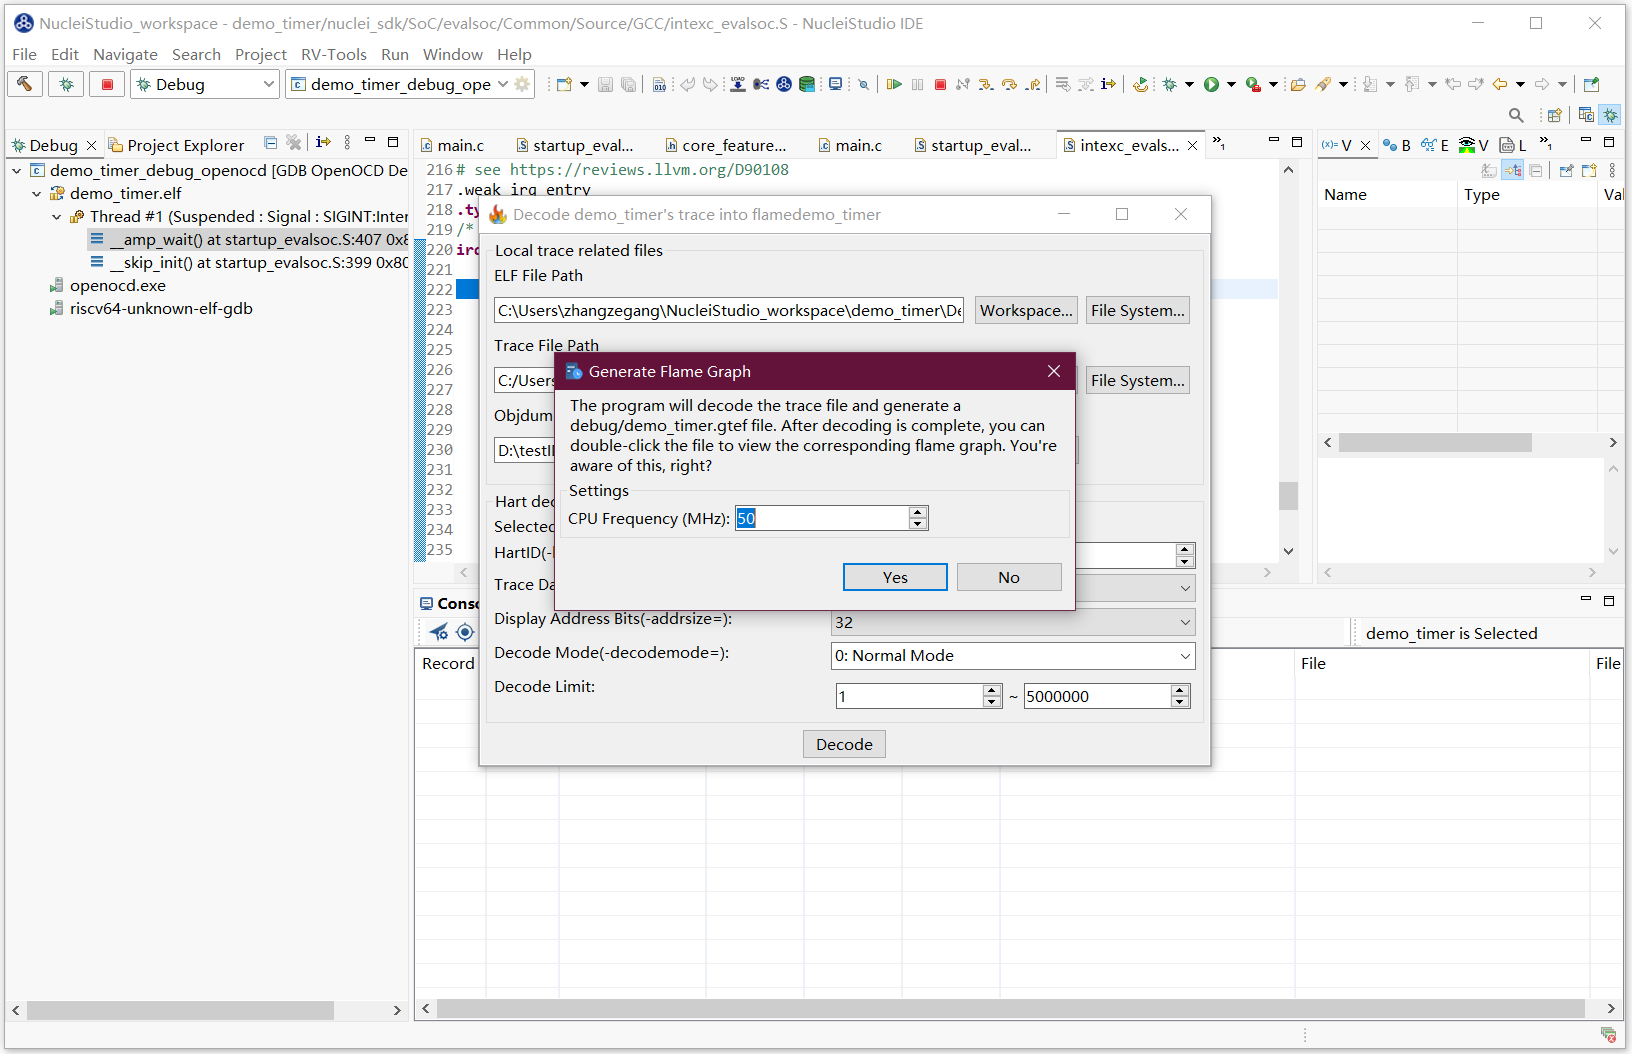 NucleiStudio_workspace - demo_timer/nuclei_sdk/SoC/evalsoc/Common/Source/GCC/intexc_evalsoc.S - NucleiStudio IDE
File Edit Navigate Search Project RV-Tools Run Window Help
Debug
demo_timer_debug_ope
Debug
Project Explorer
demo_timer_debug_openocd [GDB OpenOCD De
demo_timer.elf
Thread #1 (Suspended : Signal : SIGINT:Inter
__amp_wait() at startup_evalsoc.S:407 0x8
__skip_init() at startup_evalsoc.S:399 0x80
openocd.exe
riscv64-unknown-elf-gdb
main.c
startup_eval...
core_feature...
main.c
startup_eval...
intexc_evals...
»1
216 # see https://reviews.llvm.org/D90108
217 .weak irq_entry
218 .ty
219 /*
220 irq
221
222
223
224
225
226
227
228
229
230
231
232
233
234
235
(x)= V
B
E
V
L
»1
Name Type Val
Decode demo_timer's trace into flamedemo_timer
Local trace related files
ELF File Path
C:\Users\zhangzegang\NucleiStudio_workspace\demo_timer\De
Workspace...
File System...
Trace File Path
C:/Users
File System...
Objdum
D:\testII
Hart dec
Selected
HartID(-
Trace Da
Display Address Bits(-addrsize=):
32
Decode Mode(-decodemode=):
0: Normal Mode
Decode Limit:
1 ~ 5000000
Decode
Generate Flame Graph
The program will decode the trace file and generate a
debug/demo_timer.gtef file. After decoding is complete, you can
double-click the file to view the corresponding flame graph. You're
aware of this, right?
Settings
CPU Frequency (MHz): 50
Yes
No
Conso
demo_timer is Selected
Record
File
File